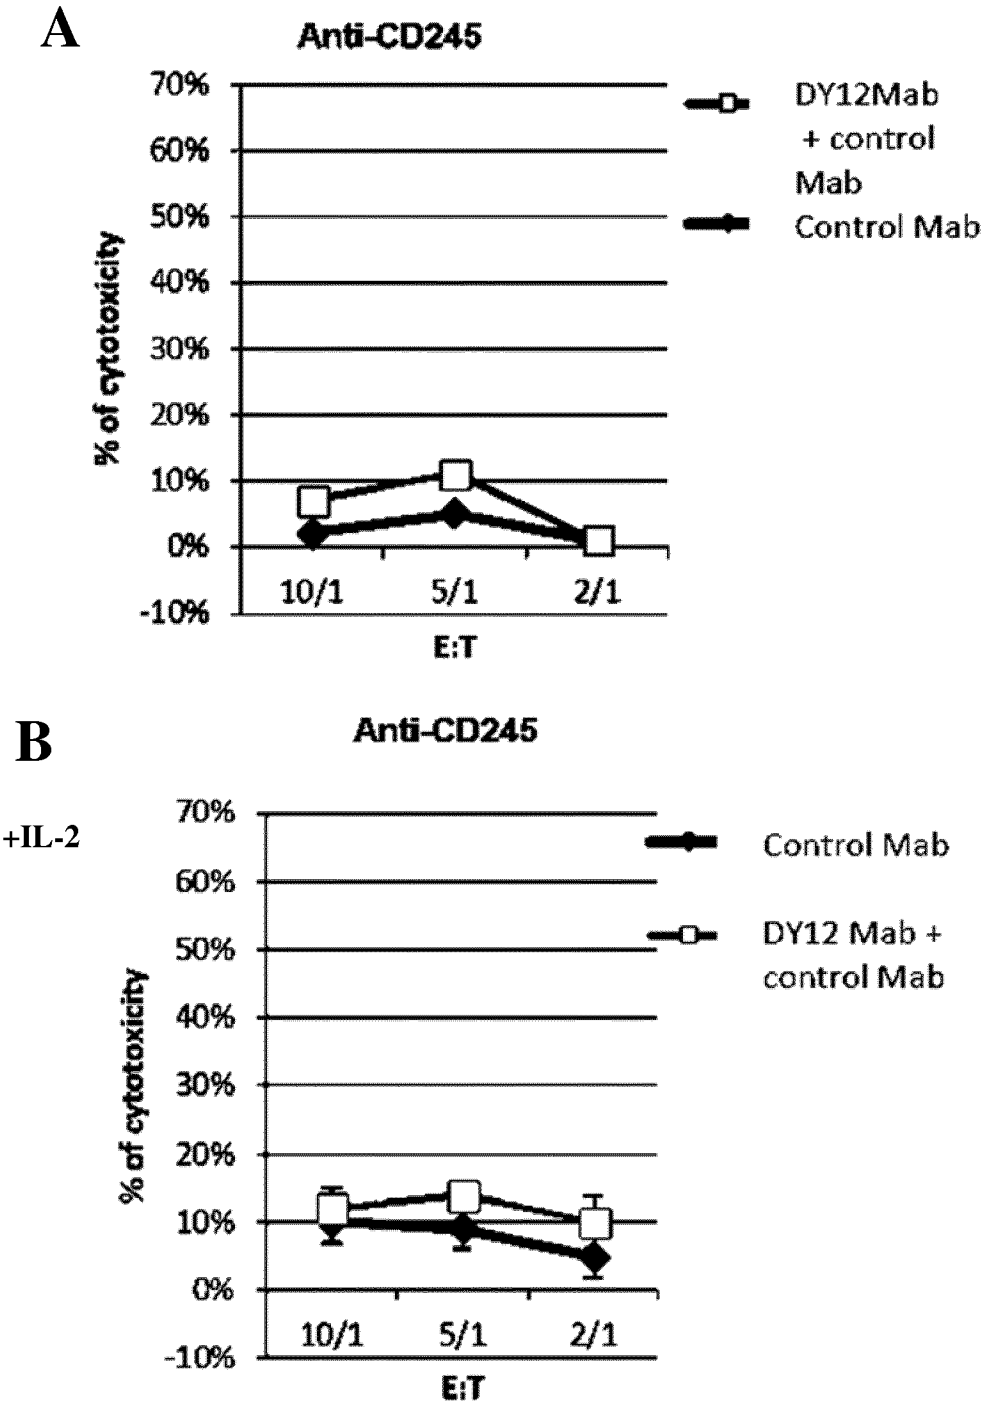 A
Anti-CD245
70%
60%
50%
40%
30%
20%
10%
0%
-10%
% of cytotoxicity
10/1 5/1 2/1
E:T
DY12Mab
+ control
Mab
Control Mab
B
Anti-CD245
+IL-2
70%
60%
50%
40%
30%
20%
10%
0%
-10%
% of cytotoxicity
10/1 5/1 2/1
E:T
Control Mab
DY12 Mab +
control Mab